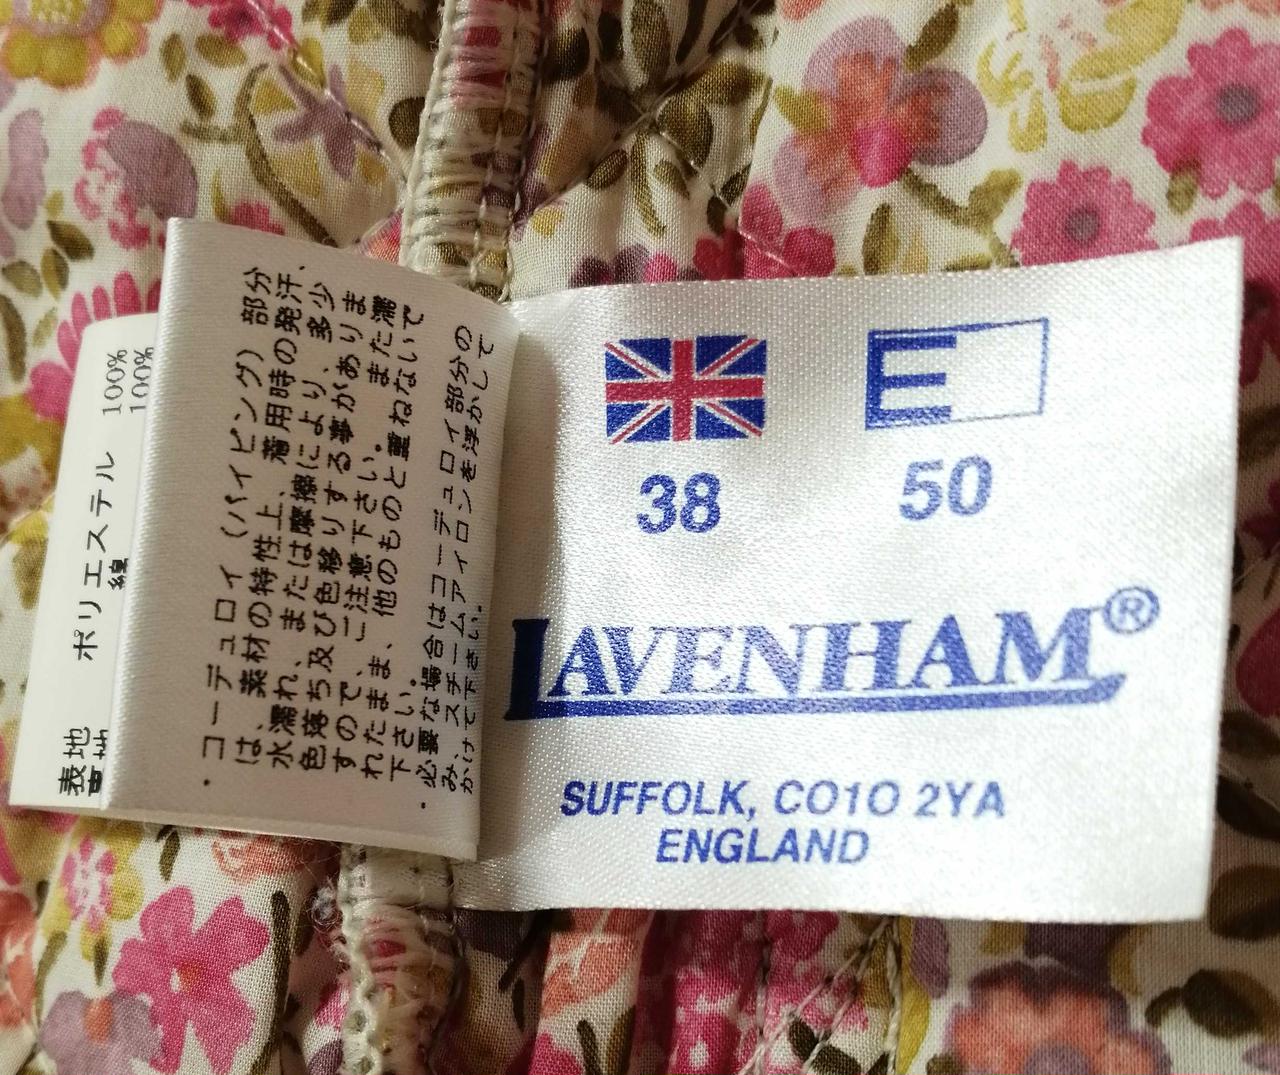 表地 ポリエステル 100%
綿 100%
・コーデュロイ（パイピング）部分
は、素材の特性上、着用時の発汗、
水濡れ、または摩擦により、多少
色落ち及び色移りする事がありま
すのでご注意下さい。また濡
れたまま、他のものと重ねないで
下さい。
・必要な場合はコーデュロイ部分の
み、スチームアイロンを浮かして
かけて下さい。
E
38
50
LAVENHAM®
SUFFOLK, CO1O 2YA
ENGLAND